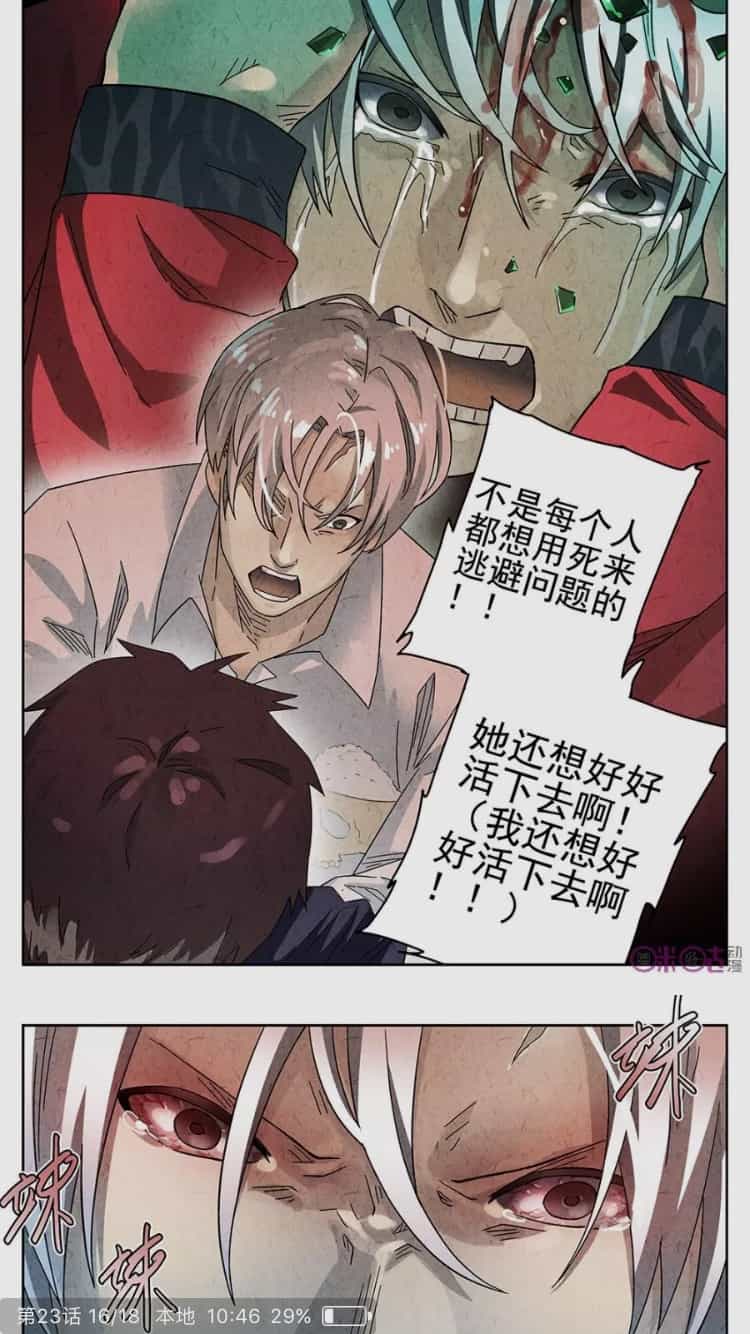 不是每个人
都想用死来
逃避问题的
！！
她还想好好
活下去啊！
（我还想好
好活下去啊
！！）
咪咕动漫
妹
妹
妹
第23话 16/18 本地 10:46 29%